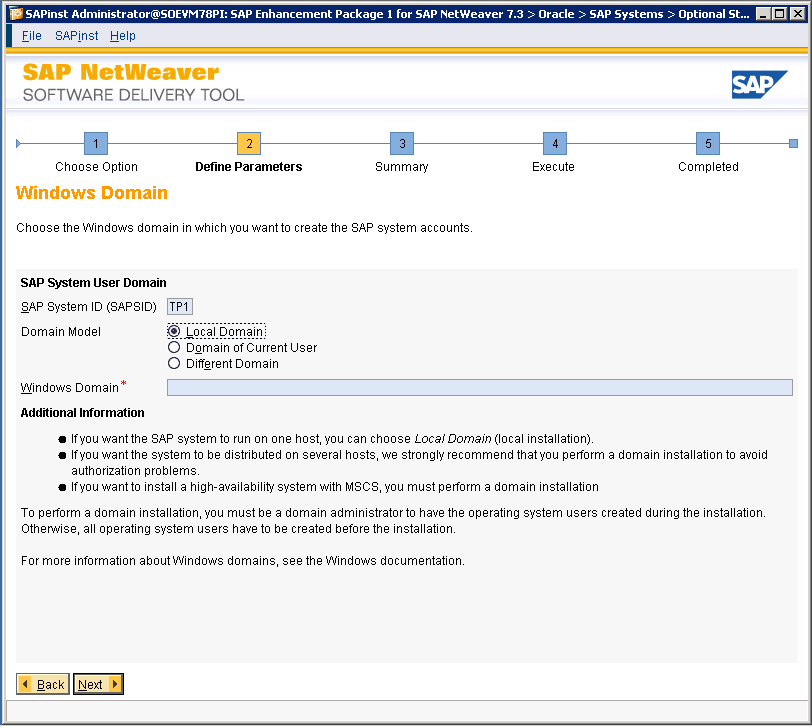 SAPinst Administrator@SOEVM78PI: SAP Enhancement Package 1 for SAP NetWeaver 7.3 > Oracle > SAP Systems > Optional St...
File SAPinst Help
SAP NetWeaver
SOFTWARE DELIVERY TOOL
SAP
1 2 3 4 5
Choose Option Define Parameters Summary Execute Completed
Windows Domain
Choose the Windows domain in which you want to create the SAP system accounts.
SAP System User Domain
SAP System ID (SAPSID) TP1
Domain Model Local Domain
Domain of Current User
Different Domain
Windows Domain*
Additional Information
● If you want the SAP system to run on one host, you can choose Local Domain (local installation).
● If you want the system to be distributed on several hosts, we strongly recommend that you perform a domain installation to avoid
authorization problems.
● If you want to install a high-availability system with MSCS, you must perform a domain installation
To perform a domain installation, you must be a domain administrator to have the operating system users created during the installation.
Otherwise, all operating system users have to be created before the installation.
For more information about Windows domains, see the Windows documentation.
Back Next